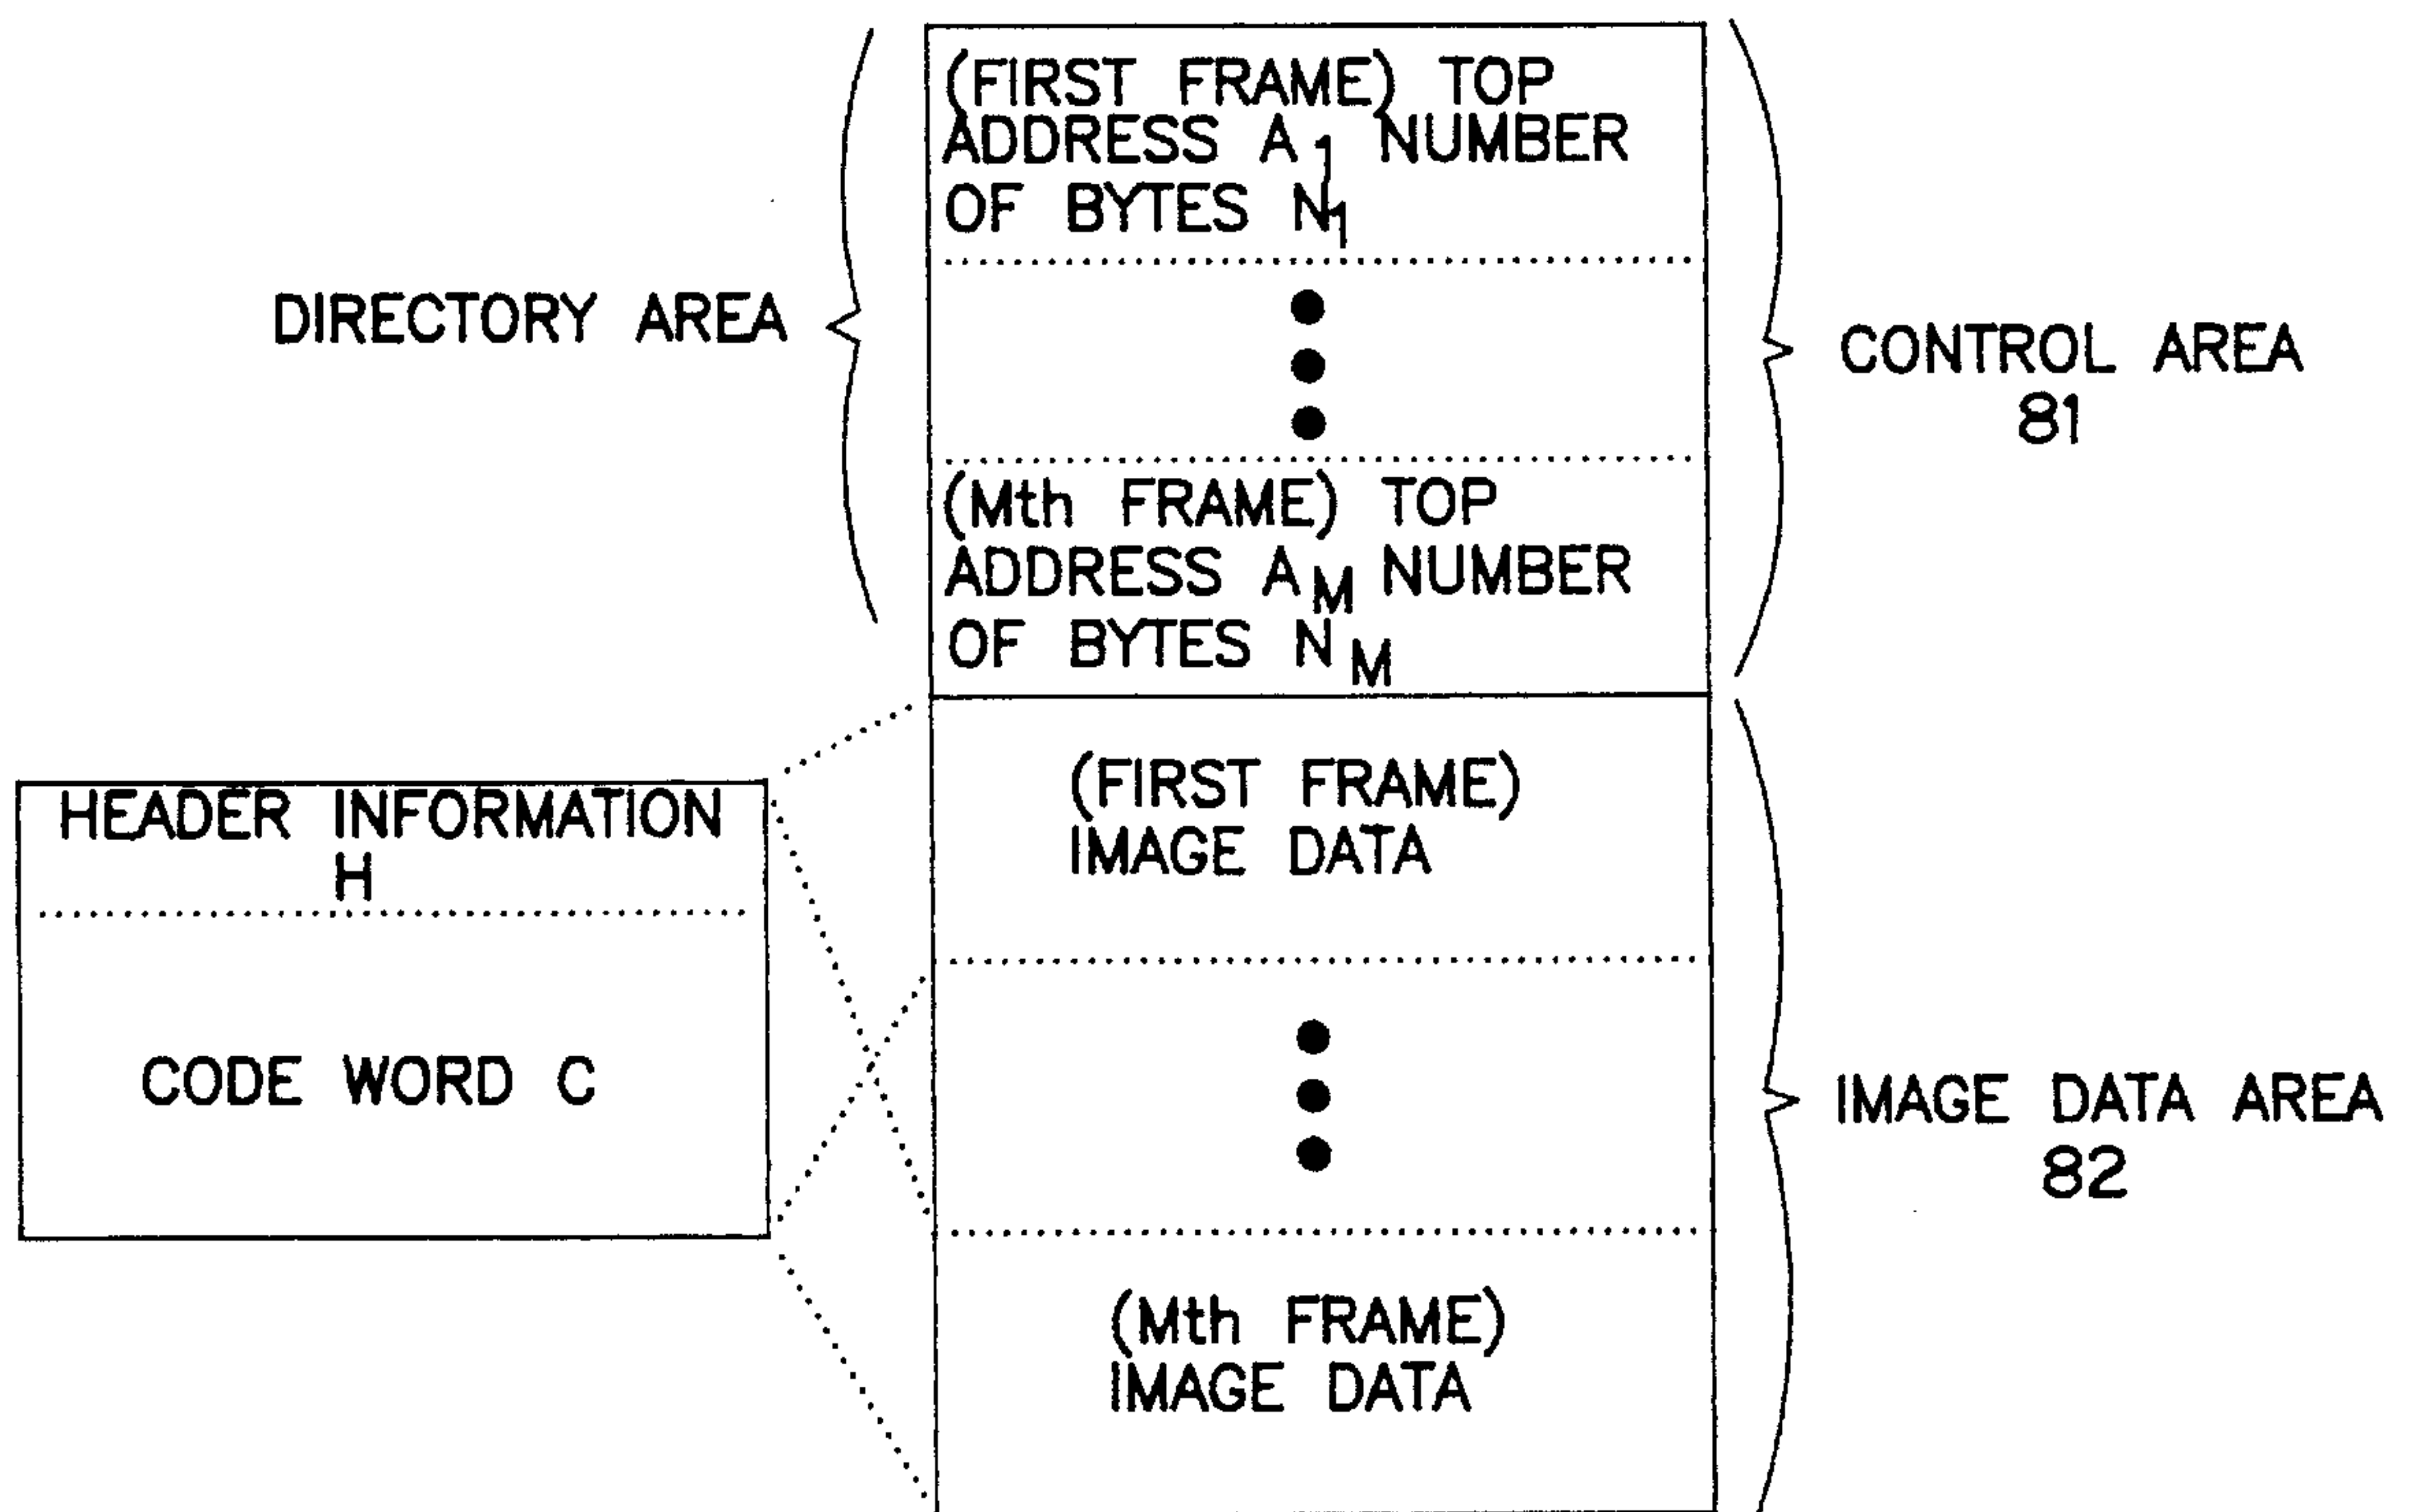 (FIRST FRAME) TOP
ADDRESS A1 NUMBER
OF BYTES N1
DIRECTORY AREA
CONTROL AREA
81
(Mth FRAME) TOP
ADDRESS AM NUMBER
OF BYTES NM
HEADER INFORMATION
H
CODE WORD C
(FIRST FRAME)
IMAGE DATA
IMAGE DATA AREA
82
(Mth FRAME)
IMAGE DATA